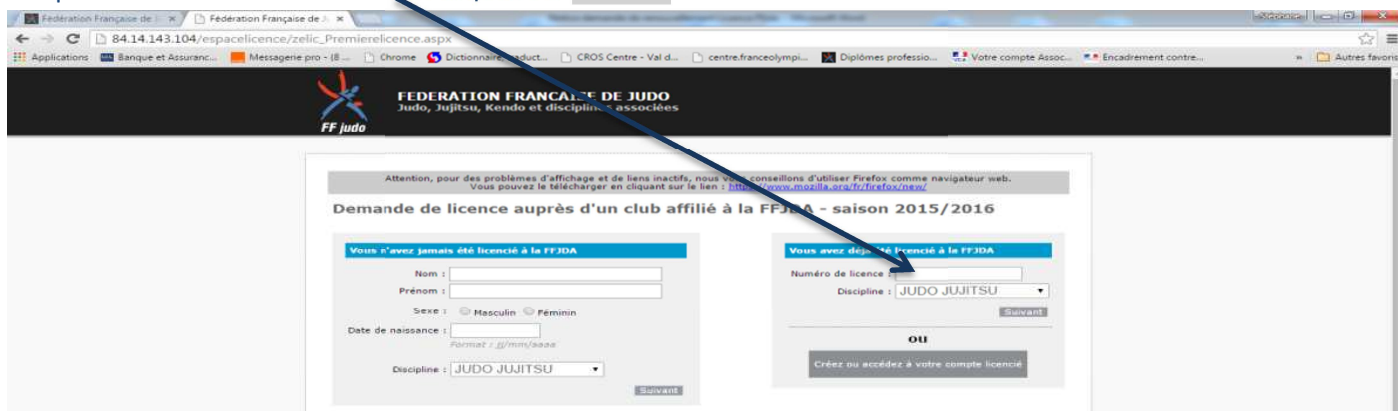 Fédération Française de J
Fédération Française de J
84.14.143.104/espacelicence/zelic_Premierelicence.aspx
Applications Banque et Assuranc... Messagerie pro - (8 ... Chrome Dictionnaire, aduct... CROS Centre - Val d... centre.franceolympi... Diplômes professio... Votre compte Assoc... Encadrement contre... » Autres favoris
FEDERATION FRANCAISE DE JUDO
Judo, Jujitsu, Kendo et disciplines associées
FF judo
Attention, pour des problèmes d'affichage et de liens inactifs, nous vous conseillons d'utiliser Firefox comme navigateur web.
Vous pouvez le télécharger en cliquant sur le lien : https://www.mozilla.org/fr/firefox/new/
Demande de licence auprès d'un club affilié à la FFJDA - saison 2015/2016
Vous n'avez jamais été licencié à la FFJDA
Nom :
Prénom :
Sexe : Masculin Féminin
Date de naissance :
Format : jj/mm/aaaa
Discipline : JUDO JUJITSU
Suivant
Vous avez déjà été licencié à la FFJDA
Numéro de licence :
Discipline : JUDO JUJITSU
Suivant
OU
Créez ou accédez à votre compte licencié